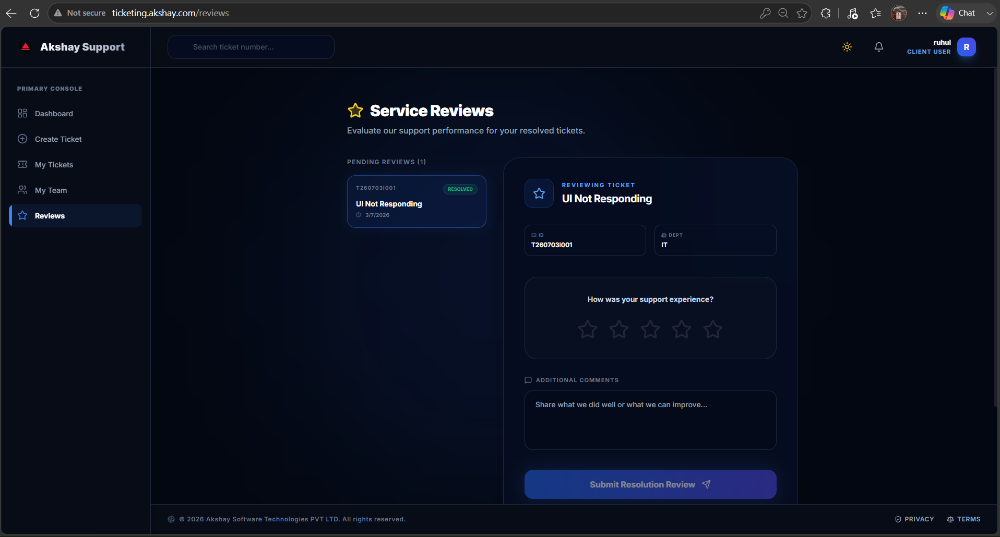 Not secure ticketing.akshay.com/reviews
Chat
Akshay Support
Search ticket number...
ruhul
CLIENT USER
R
PRIMARY CONSOLE
Dashboard
Create Ticket
My Tickets
My Team
Reviews
Service Reviews
Evaluate our support performance for your resolved tickets.
PENDING REVIEWS (1)
T260703I001
RESOLVED
UI Not Responding
3/7/2026
REVIEWING TICKET
UI Not Responding
ID
T260703I001
DEPT
IT
How was your support experience?
ADDITIONAL COMMENTS
Share what we did well or what we can improve...
Submit Resolution Review
© 2026 Akshay Software Technologies PVT LTD. All rights reserved.
PRIVACY
TERMS